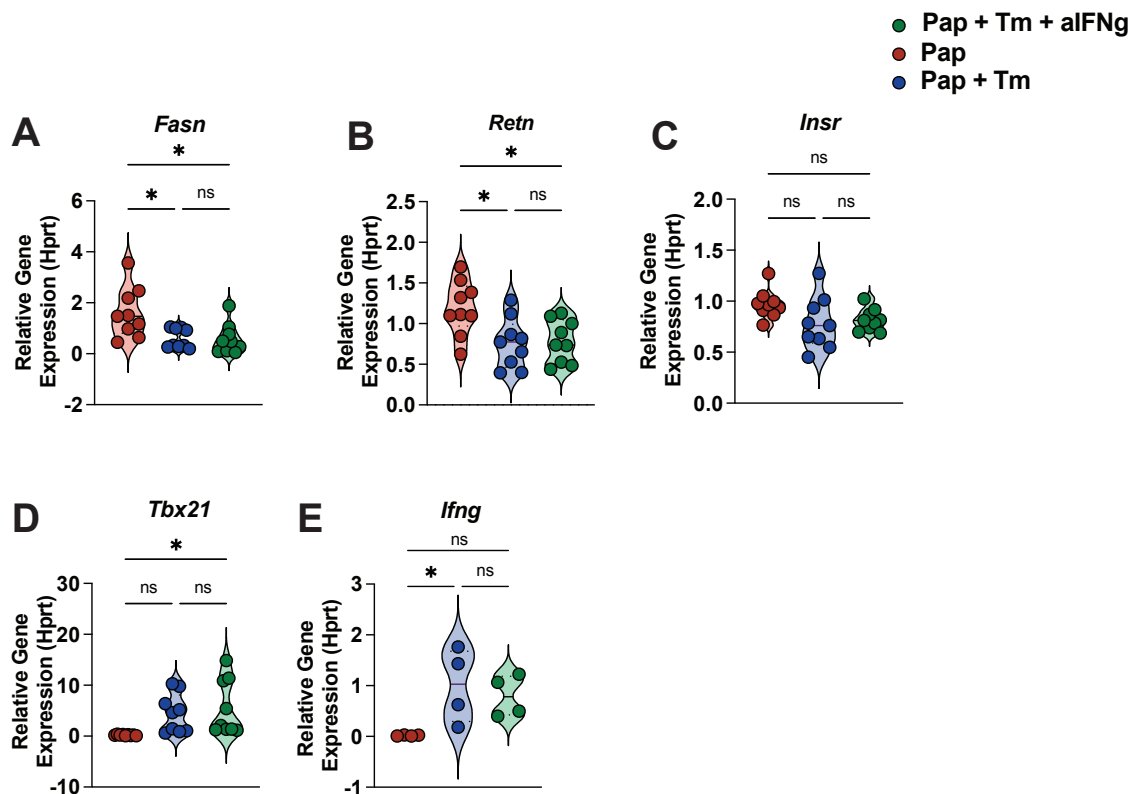 Pap + Tm + aIFNg
Pap
Pap + Tm
A
Fasn
*
*
ns
6
4
2
0
-2
Relative Gene
Expression (Hprt)
B
Retn
*
*
ns
2.5
2.0
1.5
1.0
0.5
0.0
Relative Gene
Expression (Hprt)
C
Insr
ns
ns
ns
2.0
1.5
1.0
0.5
0.0
Relative Gene
Expression (Hprt)
D
Tbx21
*
ns
ns
30
20
10
0
-10
Relative Gene
Expression (Hprt)
E
Ifng
ns
*
ns
3
2
1
0
-1
Relative Gene
Expression (Hprt)